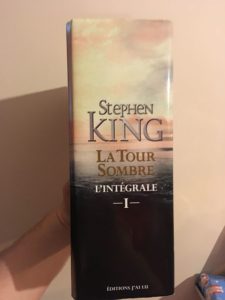 Stephen
KING
LA TOUR
SOMBRE
L'INTÉGRALE
–I–
ÉDITIONS J'AI LU